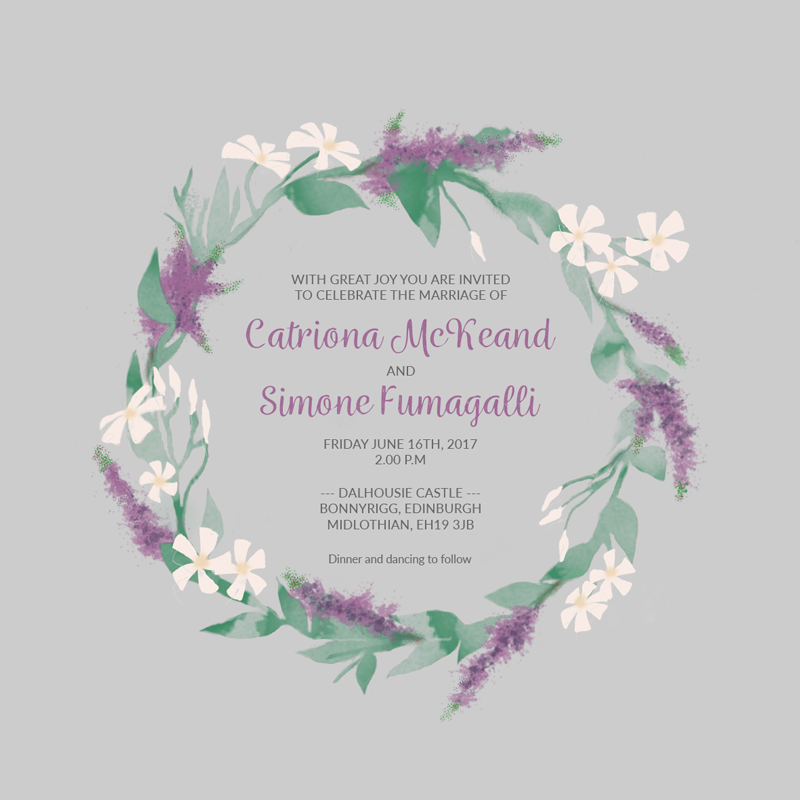 WITH GREAT JOY YOU ARE INVITED
TO CELEBRATE THE MARRIAGE OF
Catriona McKeand
AND
Simone Fumagalli
FRIDAY JUNE 16TH, 2017
2.00 P.M
--- DALHOUSIE CASTLE ---
BONNYRIGG, EDINBURGH
MIDLOTHIAN, EH19 3JB
Dinner and dancing to follow